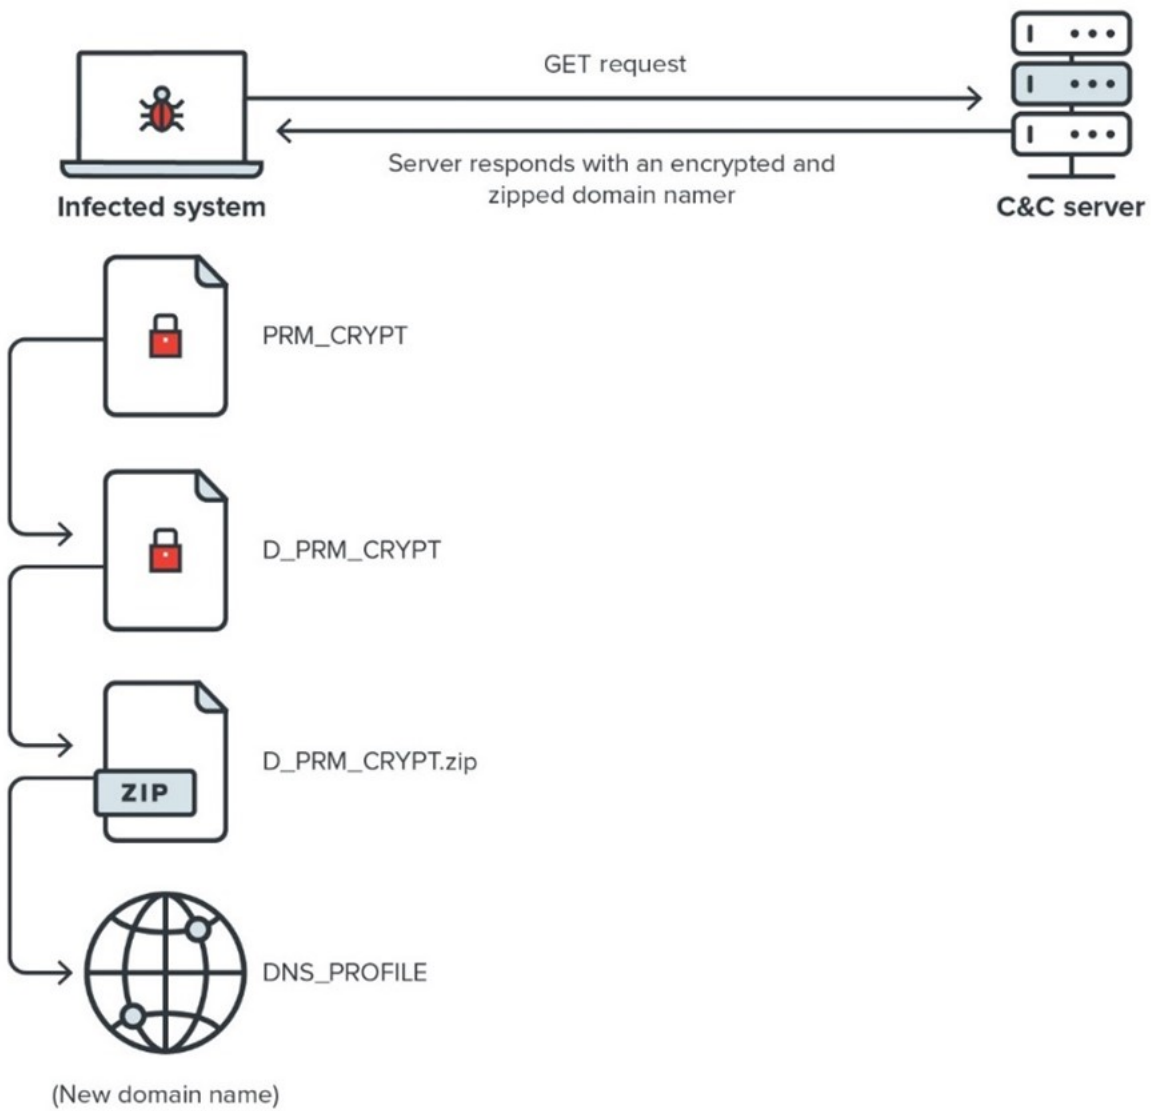 GET request
Server responds with an encrypted and
zipped domain namer
Infected system
C&C server
PRM_CRYPT
D_PRM_CRYPT
D_PRM_CRYPT.zip
ZIP
DNS_PROFILE
(New domain name)